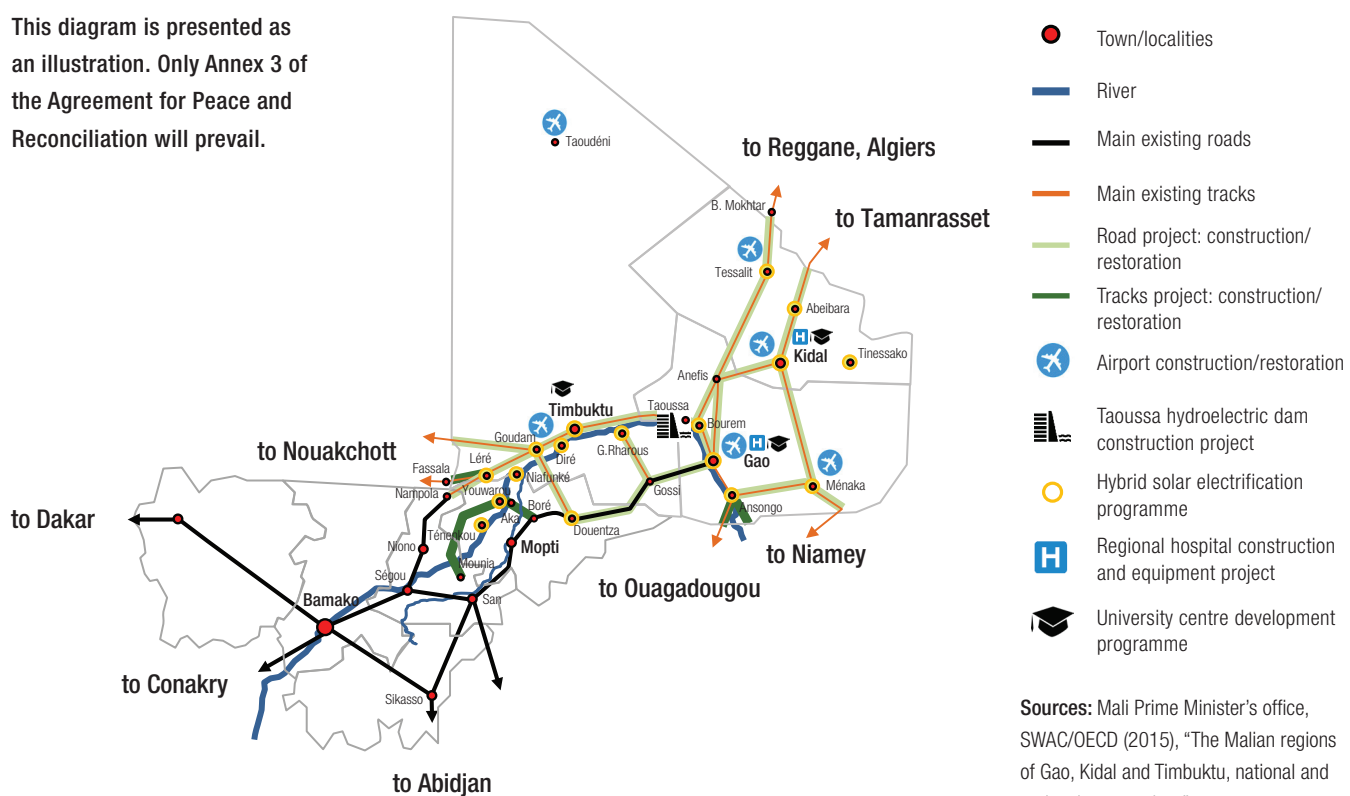 This diagram is presented as
an illustration. Only Annex 3 of
the Agreement for Peace and
Reconciliation will prevail.
Taoudéni
to Reggane, Algiers
B. Mokhtar
to Tamanrasset
Tessalit
Abeibara
Kidal
Tinessako
Anefis
Timbuktu
Taoussa
Bourem
Goudam
G.Rharous
Diré
Gao
to Nouakchott
Léré
Fassala
Niafunké
Gossi
Ménaka
Nampola
Youwarou
Ansongo
Boré
Aka
to Dakar
Douentza
Ténenkou
Niono
Mopti
to Niamey
Mounia
Ségou
to Ouagadougou
San
Bamako
to Conakry
Sikasso
to Abidjan
Town/localities
River
Main existing roads
Main existing tracks
Road project: construction/
restoration
Tracks project: construction/
restoration
Airport construction/restoration
Taoussa hydroelectric dam
construction project
Hybrid solar electrification
programme
H
Regional hospital construction
and equipment project
University centre development
programme
Sources: Mali Prime Minister's office,
SWAC/OECD (2015), "The Malian regions
of Gao, Kidal and Timbuktu, national and